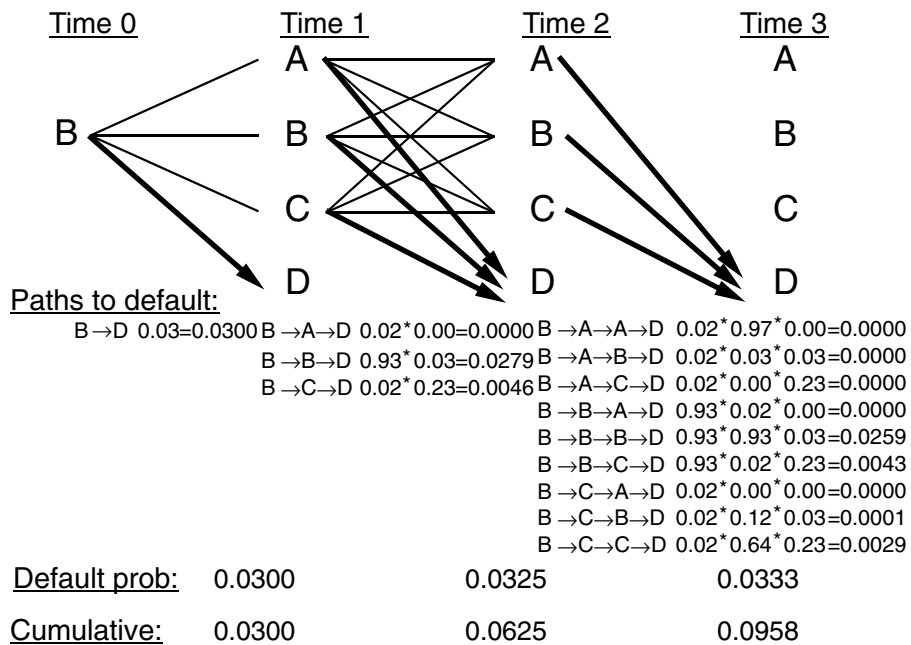 Time 0 Time 1 Time 2 Time 3
A A A
B B B B
C C C
D D D
Paths to default:
B→D 0.03=0.0300 B→A→D 0.02*0.00=0.0000 B→A→A→D 0.02*0.97*0.00=0.0000
B→B→D 0.93*0.03=0.0279 B→A→B→D 0.02*0.03*0.03=0.0000
B→C→D 0.02*0.23=0.0046 B→A→C→D 0.02*0.00*0.23=0.0000
B→B→A→D 0.93*0.02*0.00=0.0000
B→B→B→D 0.93*0.93*0.03=0.0259
B→B→C→D 0.93*0.02*0.23=0.0043
B→C→A→D 0.02*0.00*0.00=0.0000
B→C→B→D 0.02*0.12*0.03=0.0001
B→C→C→D 0.02*0.64*0.23=0.0029
Default prob: 0.0300 0.0325 0.0333
Cumulative: 0.0300 0.0625 0.0958